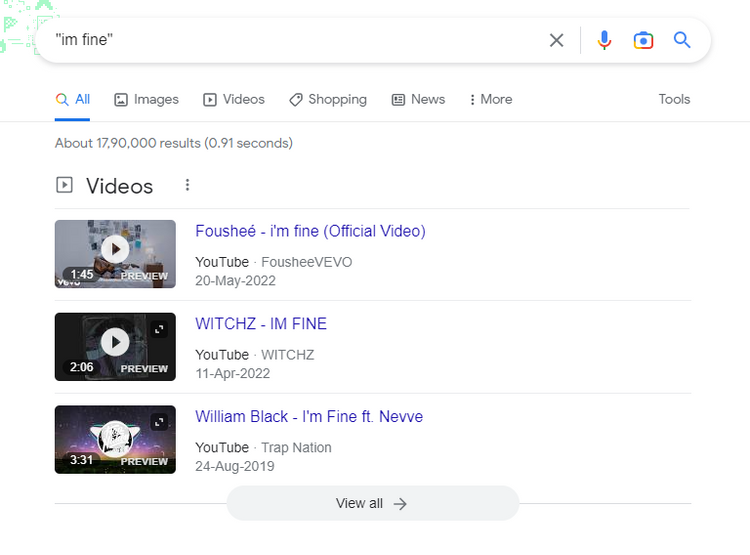 "im fine"
All Images Videos Shopping News More Tools
About 17,90,000 results (0.91 seconds)
Videos
Fousheé - i'm fine (Official Video)
1:45 PREVIEW
vevo
YouTube · FousheeVEVO
20-May-2022
WITCHZ - IM FINE
2:06 PREVIEW
YouTube · WITCHZ
11-Apr-2022
William Black - I'm Fine ft. Nevve
3:31 PREVIEW
YouTube · Trap Nation
24-Aug-2019
View all